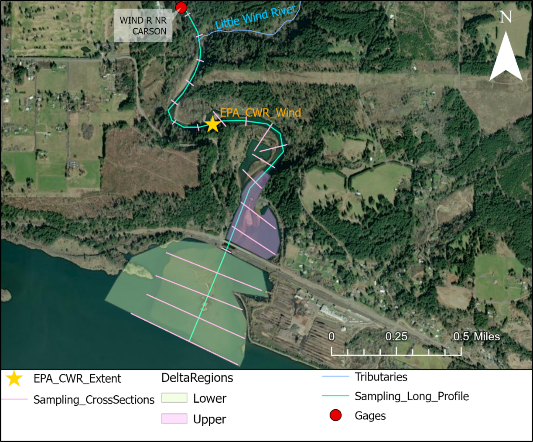 WIND R NR
CARSON
Little Wind River
N
EPA_CWR_Wind
0 0.25 0.5 Miles
EPA_CWR_Extent
Sampling_CrossSections
DeltaRegions
Lower
Upper
Tributaries
Sampling_Long_Profile
Gages